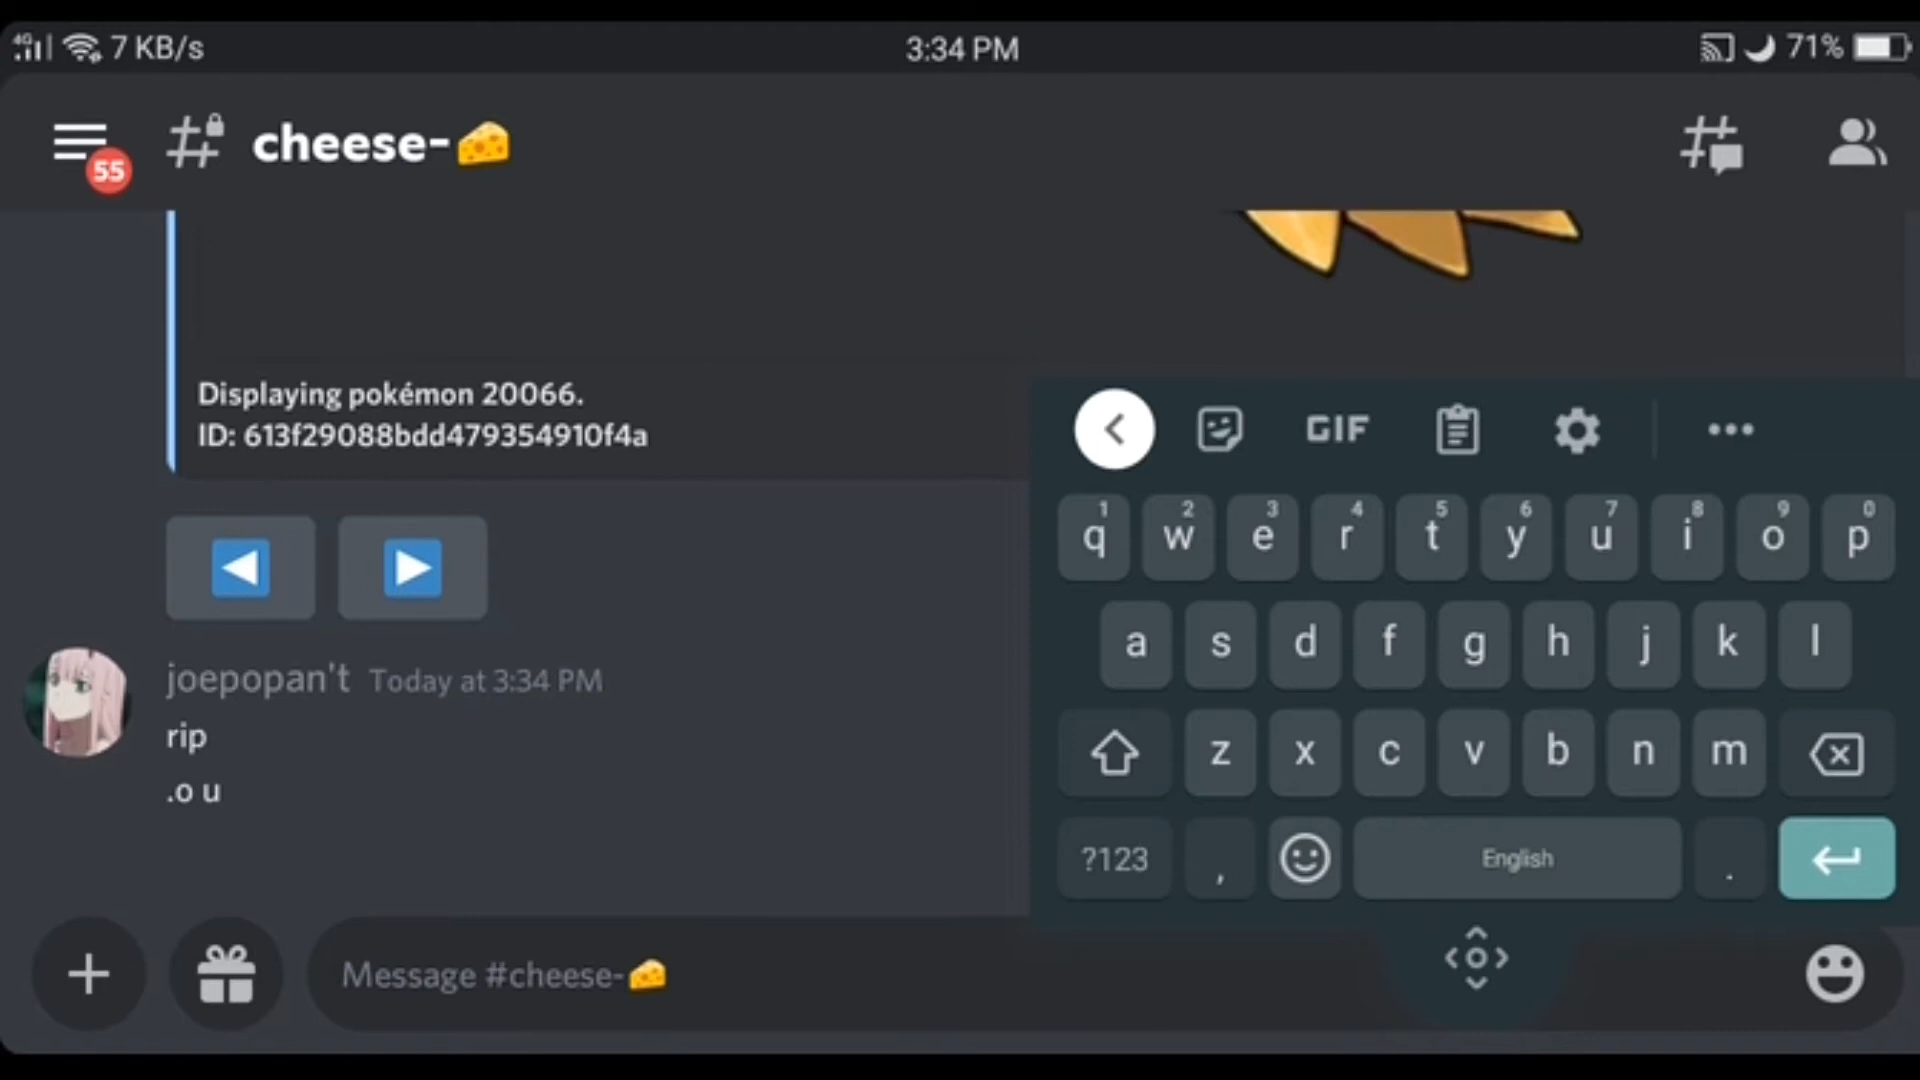 4G 7 KB/s 3:34 PM 71%
55 # cheese-🧀
Displaying pokémon 20066.
ID: 613f29088bdd479354910f4a
joepopan't Today at 3:34 PM
rip
.o u
GIF
1 2 3 4 5 6 7 8 9 0
q w e r t y u i o p
a s d f g h j k l
z x c v b n m
?123 , English .
Message #cheese-🧀